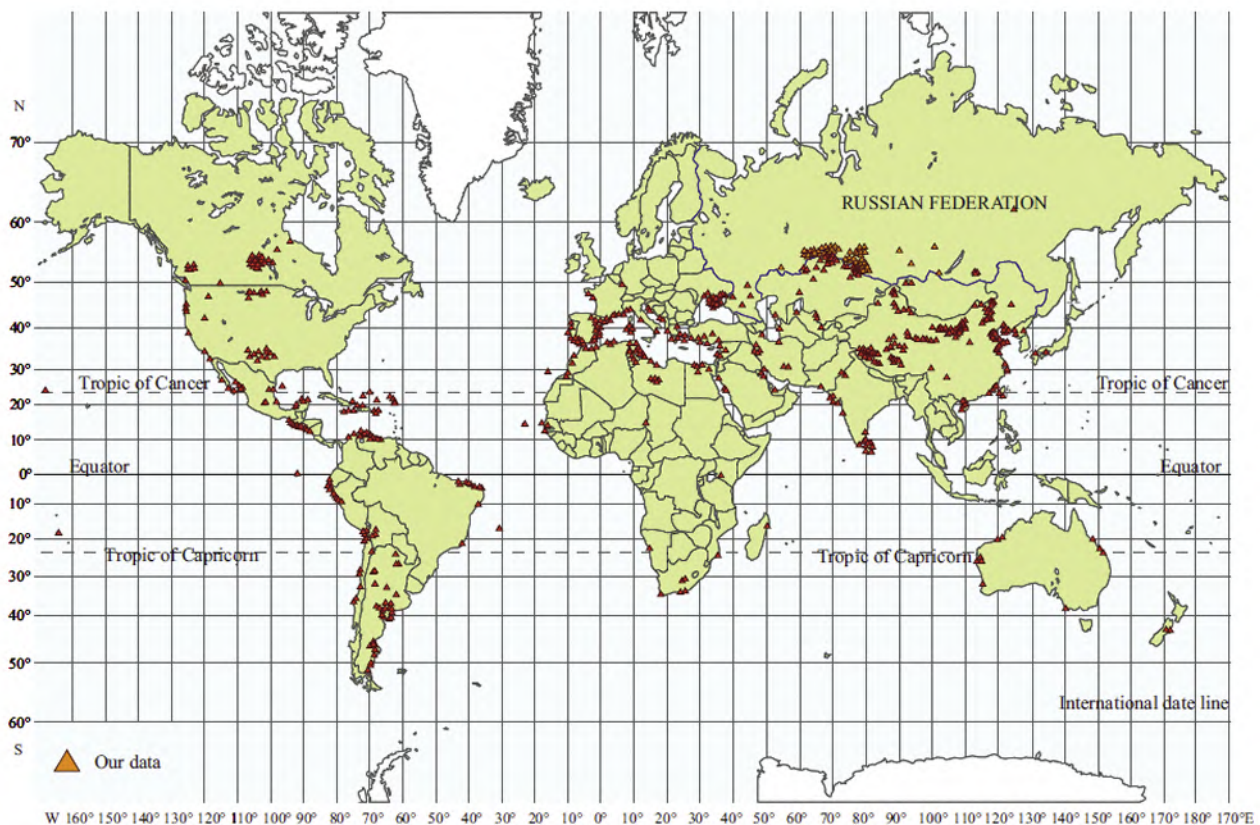 N
70°
RUSSIAN FEDERATION
60°
50°
40°
30°
Tropic of Cancer
Tropic of Cancer
20°
10°
Equator
Equator
0°
10°
20°
Tropic of Capricorn
Tropic of Capricorn
30°
40°
50°
International date line
60°
S
Our data
W 160° 150° 140° 130° 120° 110° 100° 90° 80° 70° 60° 50° 40° 30° 20° 10° 0° 10° 20° 30° 40° 50° 60° 70° 80° 90° 100° 110° 120° 130° 140° 150° 160° 170°E